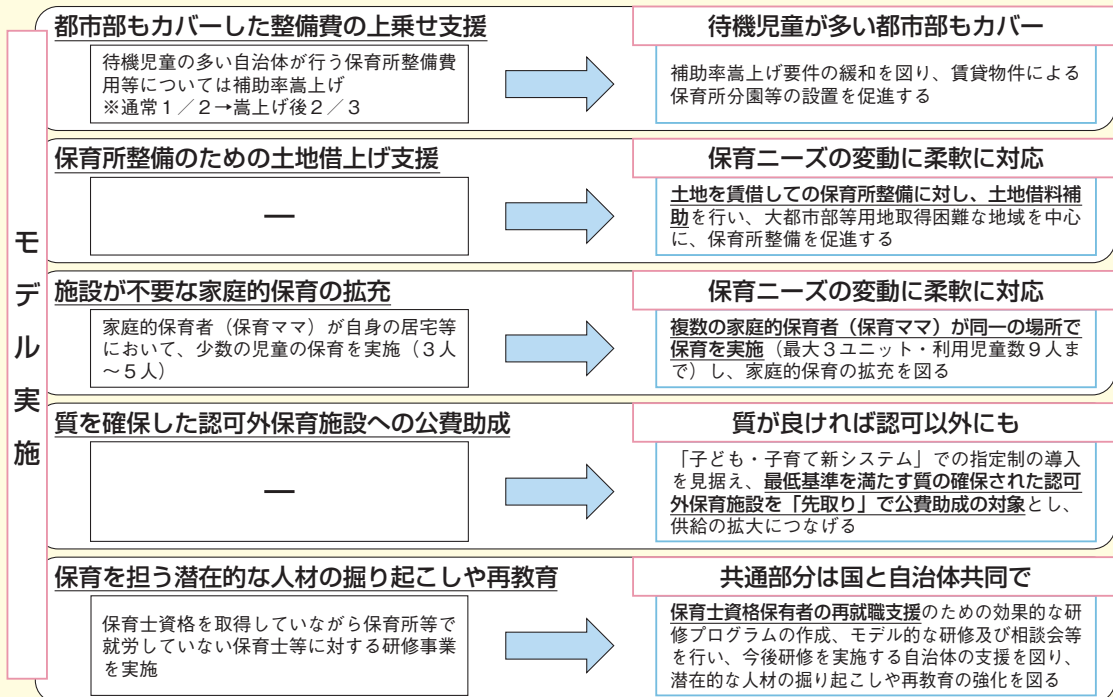 モデル実施
都市部もカバーした整備費の上乗せ支援
待機児童の多い自治体が行う保育所整備費
用等については補助率嵩上げ
※通常1／2→嵩上げ後2／3
待機児童が多い都市部もカバー
補助率嵩上げ要件の緩和を図り、賃貸物件による
保育所分園等の設置を促進する
保育所整備のための土地借上げ支援
―
保育ニーズの変動に柔軟に対応
土地を賃借しての保育所整備に対し、土地借料補
助を行い、大都市部等用地取得困難な地域を中心
に、保育所整備を促進する
施設が不要な家庭的保育の拡充
家庭的保育者（保育ママ）が自身の居宅等
において、少数の児童の保育を実施（3人
～5人）
保育ニーズの変動に柔軟に対応
複数の家庭的保育者（保育ママ）が同一の場所で
保育を実施（最大3ユニット・利用児童数9人ま
で）し、家庭的保育の拡充を図る
質を確保した認可外保育施設への公費助成
―
質が良ければ認可以外にも
「子ども・子育て新システム」での指定制の導入
を見据え、最低基準を満たす質の確保された認可
外保育施設を「先取り」で公費助成の対象とし、
供給の拡大につなげる
保育を担う潜在的な人材の掘り起こしや再教育
保育士資格を取得していながら保育所等で
就労していない保育士等に対する研修事業
を実施
共通部分は国と自治体共同で
保育士資格保有者の再就職支援のための効果的な研
修プログラムの作成、モデル的な研修及び相談会等
を行い、今後研修を実施する自治体の支援を図り、
潜在的な人材の掘り起こしや再教育の強化を図る